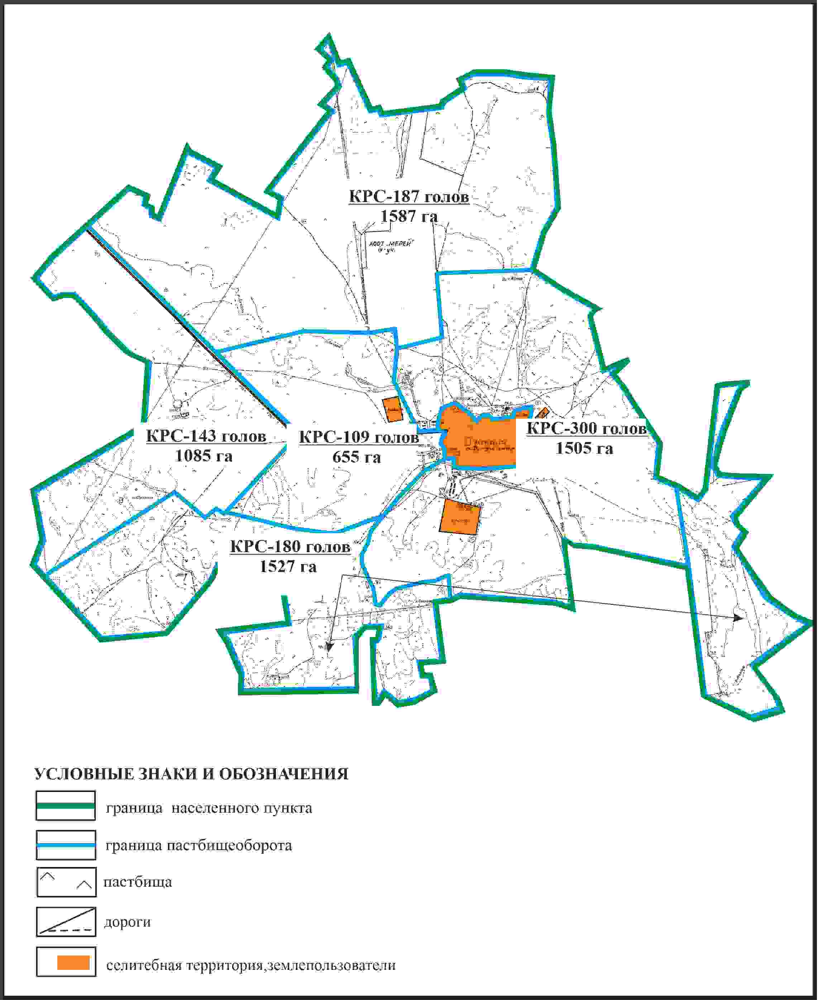 КРС-187 голов
1587 га
АООТ „МЕРЕЙ"
КРС-143 голов
1085 га
КРС-109 голов
655 га
КРС-300 голов
1505 га
КРС-180 голов
1527 га
УСЛОВНЫЕ ЗНАКИ И ОБОЗНАЧЕНИЯ
граница населенного пункта
граница пастбищеоборота
пастбища
дороги
селитебная территория,землепользователи